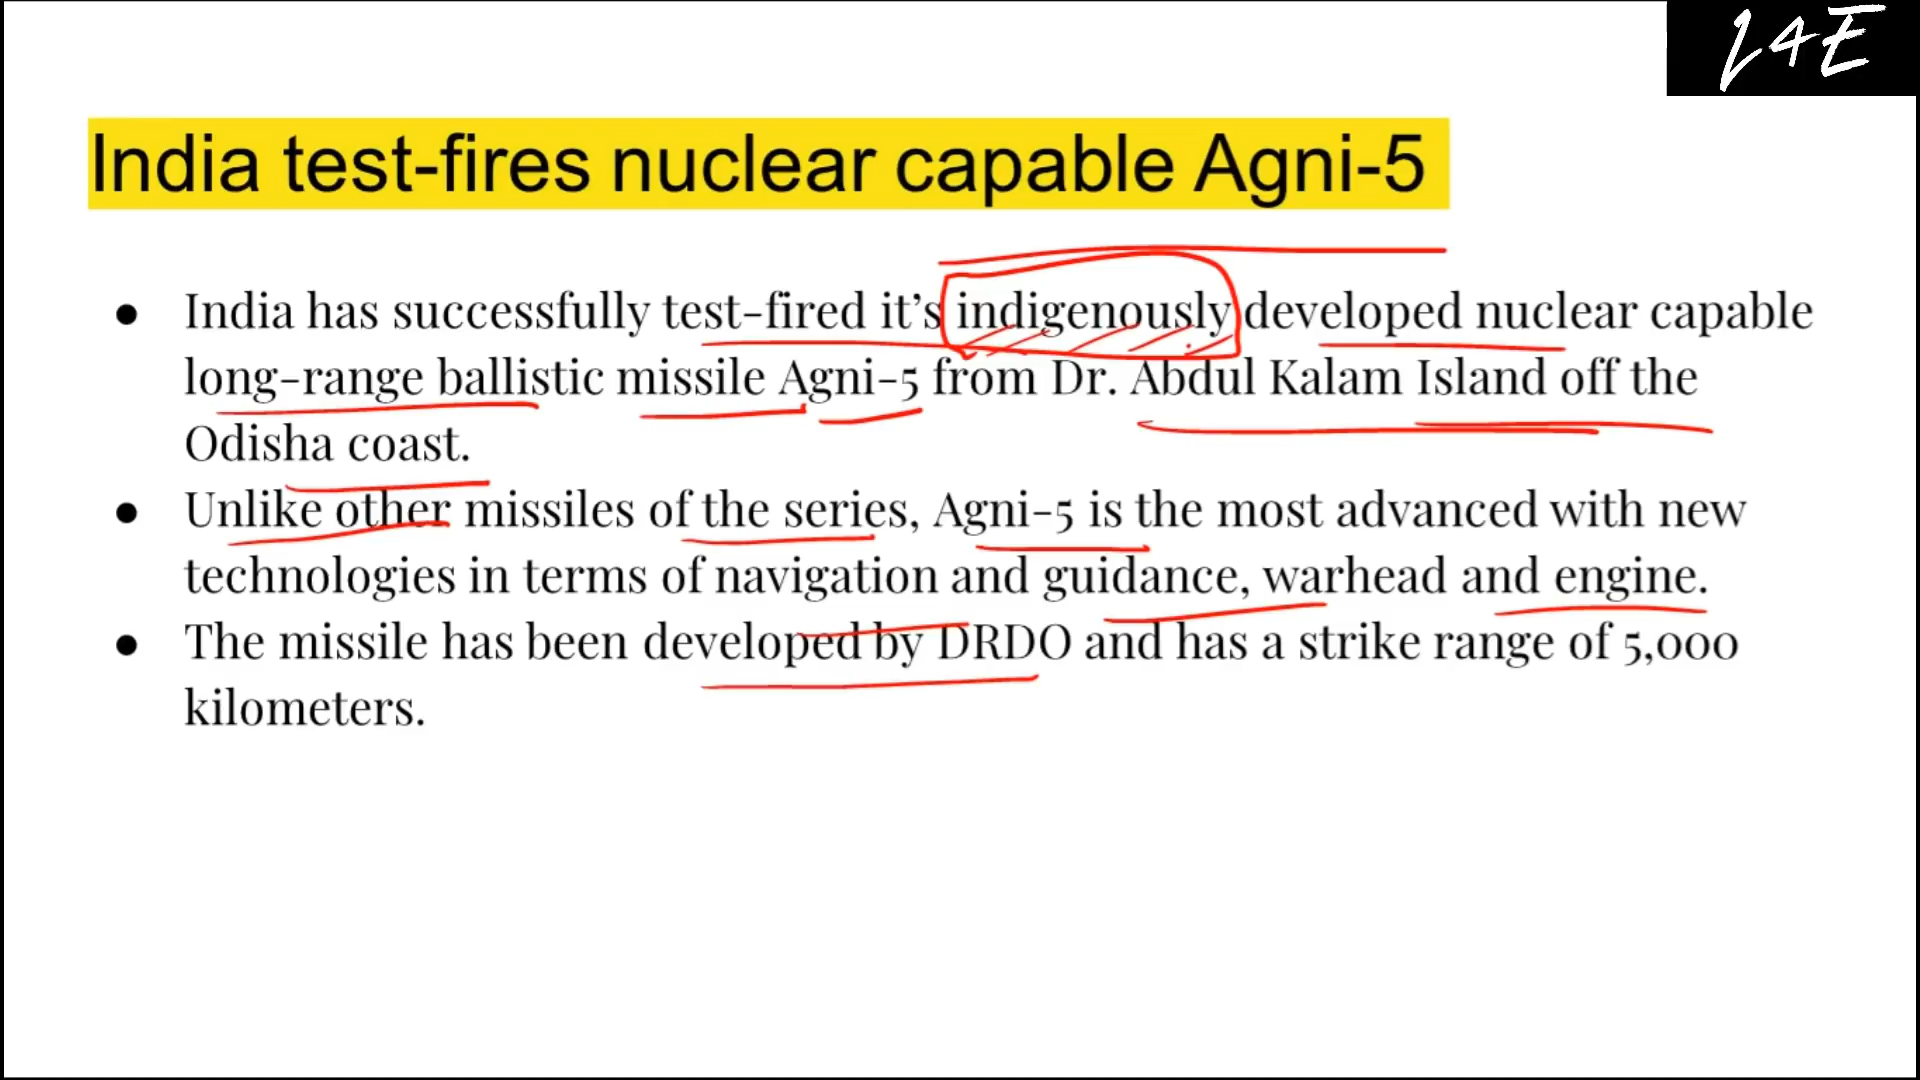 L4E
India test-fires nuclear capable Agni-5
● India has successfully test-fired it’s indigenously developed nuclear capable
long-range ballistic missile Agni-5 from Dr. Abdul Kalam Island off the
Odisha coast.
● Unlike other missiles of the series, Agni-5 is the most advanced with new
technologies in terms of navigation and guidance, warhead and engine.
● The missile has been developed by DRDO and has a strike range of 5,000
kilometers.